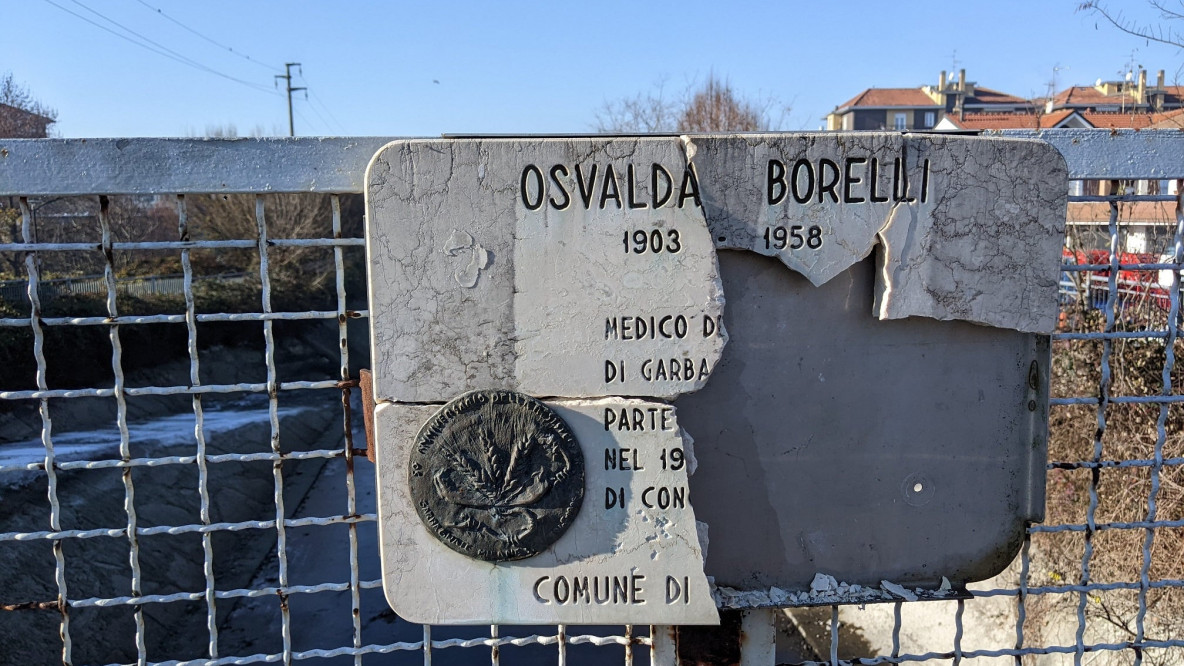 OSVALDA BORELLI
1903 - 1958
MEDICO D
DI GARBA
PARTE
NEL 19
DI CON
COMUNE DI